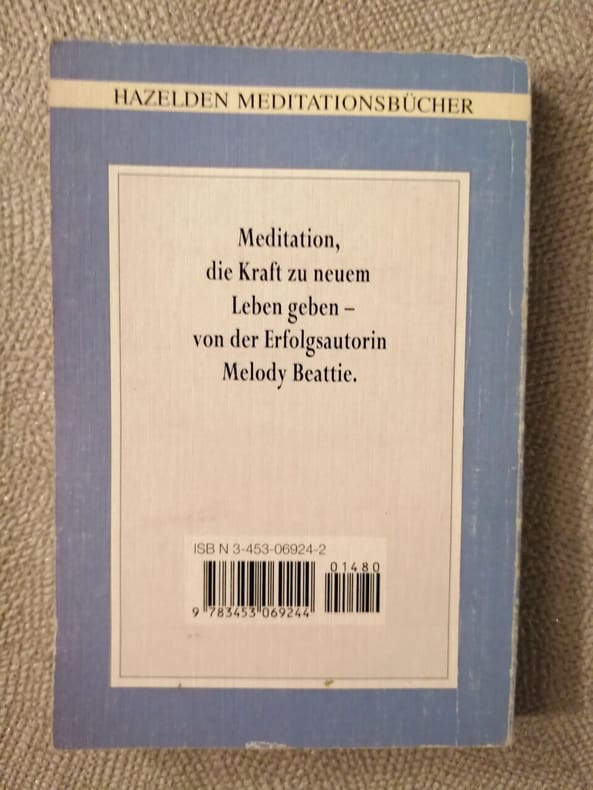 HAZELDEN MEDITATIONSBÜCHER
Meditation,
die Kraft zu neuem
Leben geben –
von der Erfolgsautorin
Melody Beattie.
ISBN 3-453-06924-2
01480
9 783453 069244